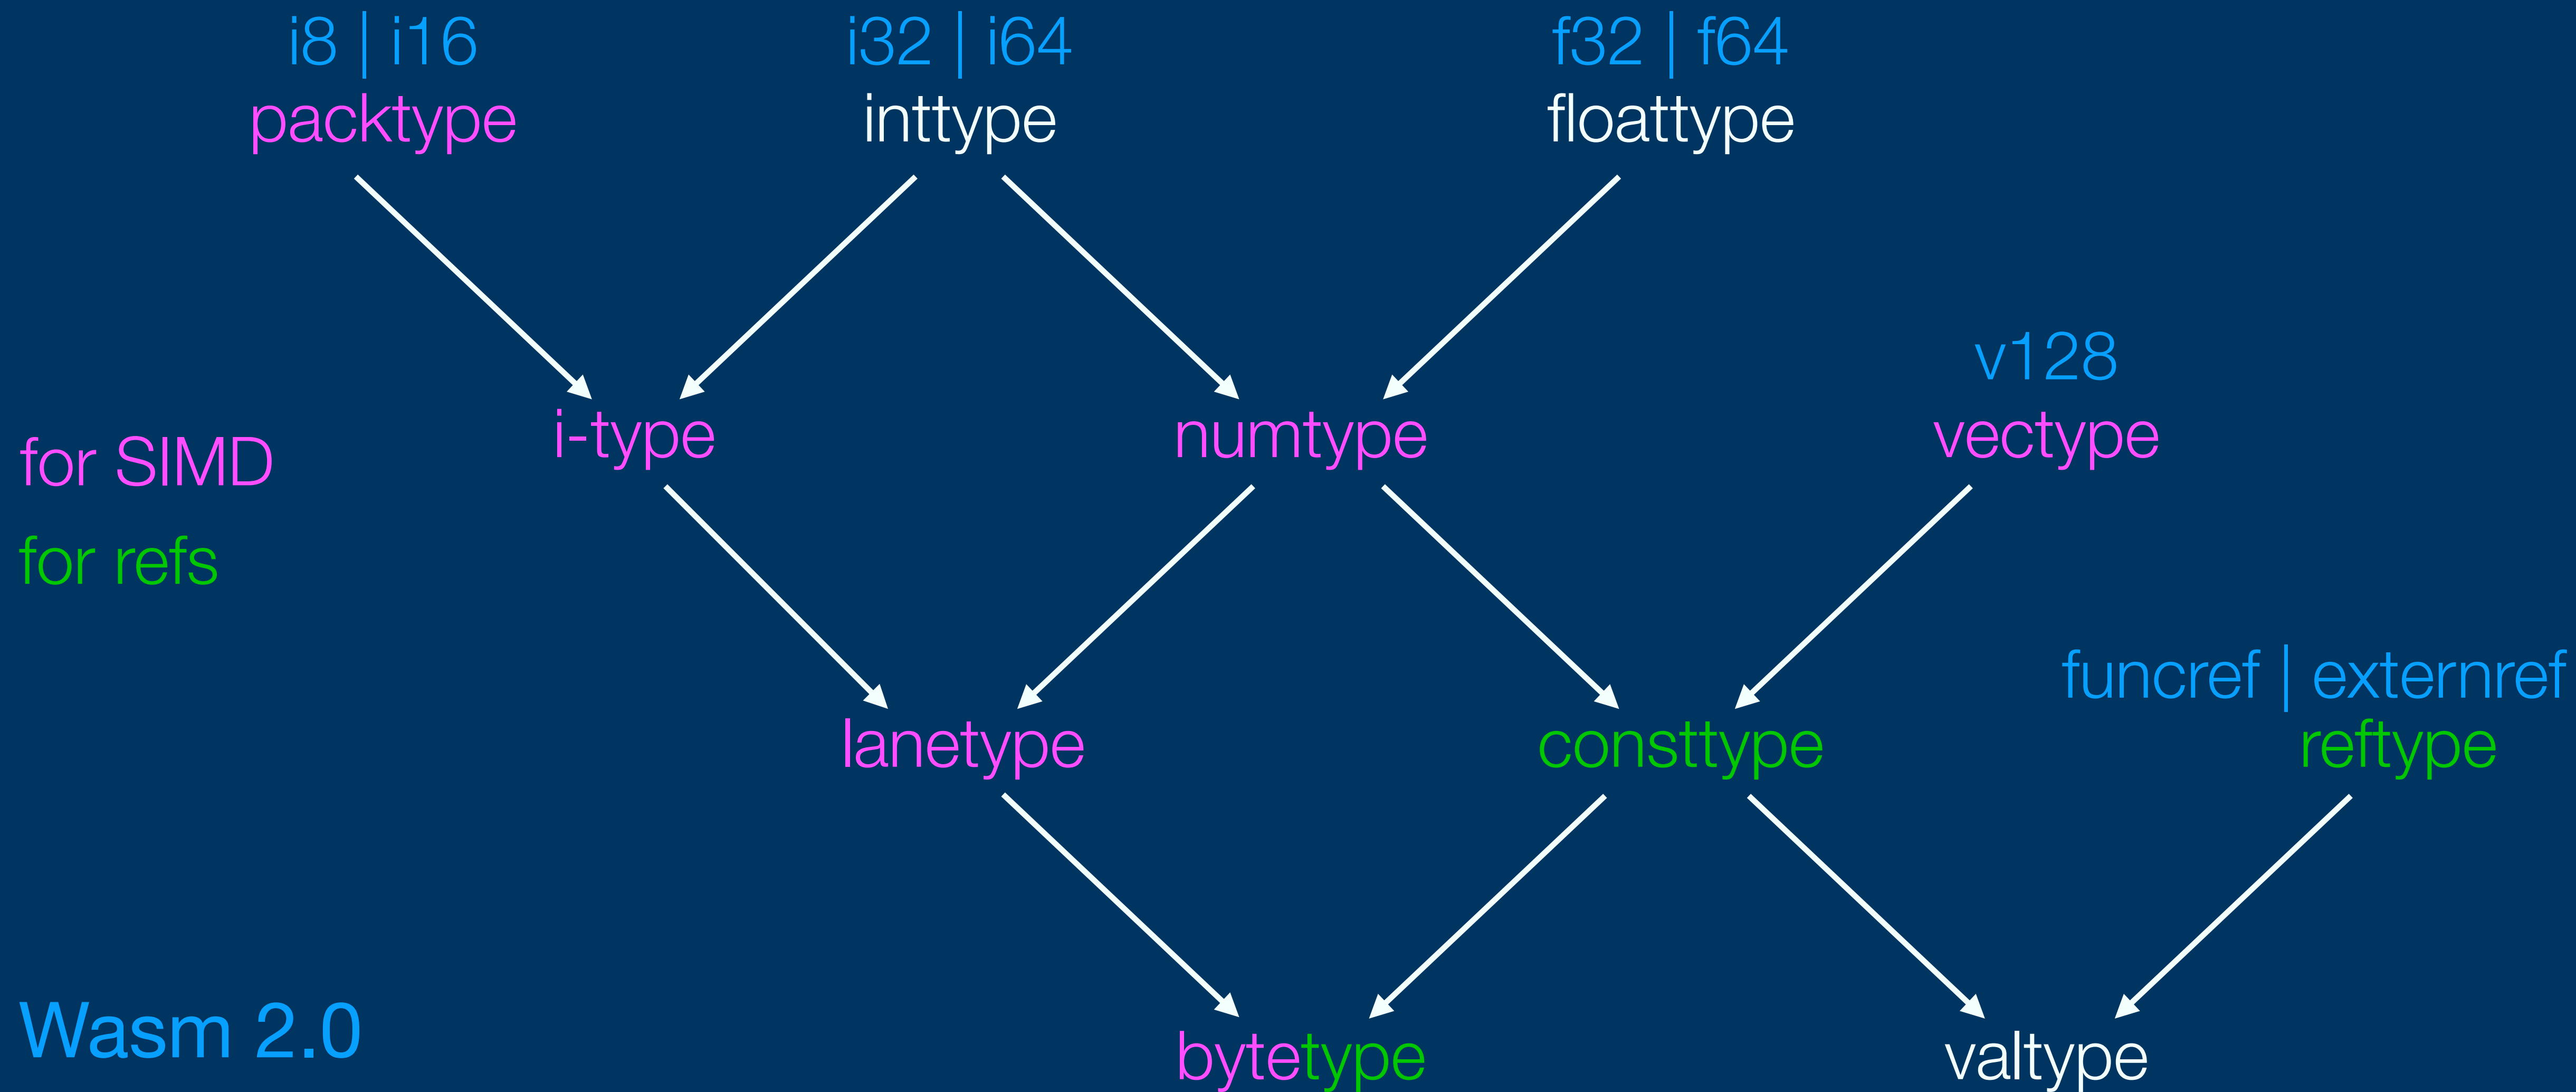 i8 | i16
i32 | i64
f32 | f64
packtype
inttype
floattype
v128
i-type
numtype
vectype
for SIMD
for refs
funcref | externref
lanetype
consttype
reftype
Wasm 2.0
bytetype
valtype